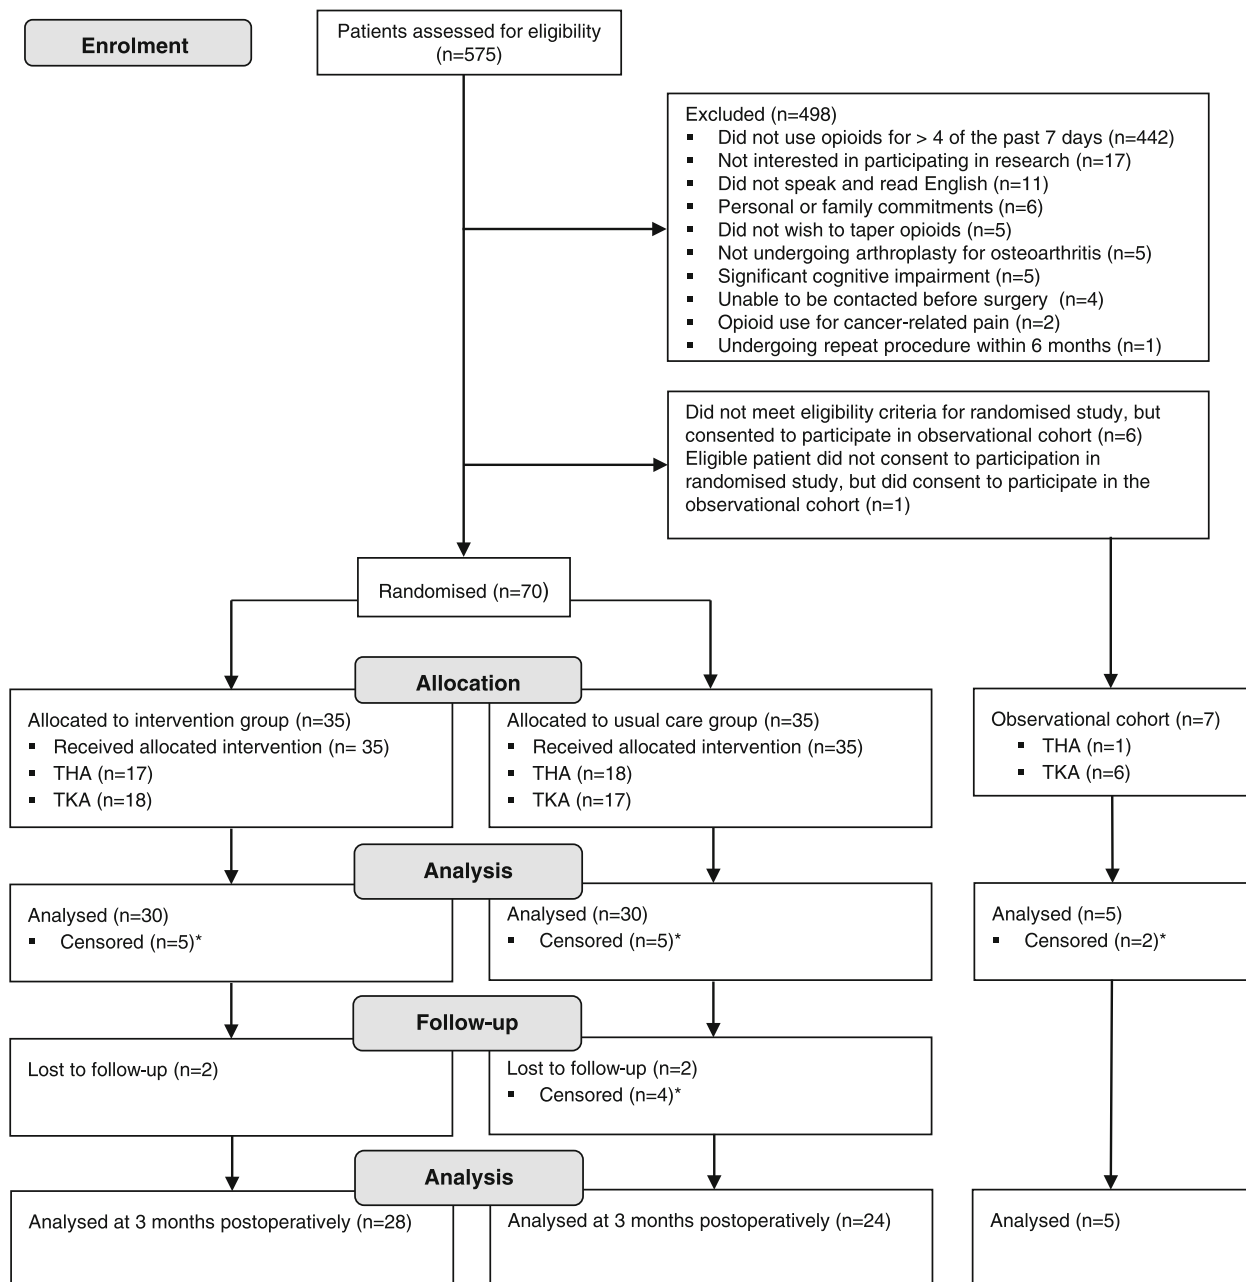 Enrolment
Patients assessed for eligibility
(n=575)
Excluded (n=498)
▪ Did not use opioids for > 4 of the past 7 days (n=442)
▪ Not interested in participating in research (n=17)
▪ Did not speak and read English (n=11)
▪ Personal or family commitments (n=6)
▪ Did not wish to taper opioids (n=5)
▪ Not undergoing arthroplasty for osteoarthritis (n=5)
▪ Significant cognitive impairment (n=5)
▪ Unable to be contacted before surgery (n=4)
▪ Opioid use for cancer-related pain (n=2)
▪ Undergoing repeat procedure within 6 months (n=1)
Did not meet eligibility criteria for randomised study, but
consented to participate in observational cohort (n=6)
Eligible patient did not consent to participation in
randomised study, but did consent to participate in the
observational cohort (n=1)
Randomised (n=70)
Allocation
Allocated to intervention group (n=35)
▪ Received allocated intervention (n= 35)
▪ THA (n=17)
▪ TKA (n=18)
Allocated to usual care group (n=35)
▪ Received allocated intervention (n=35)
▪ THA (n=18)
▪ TKA (n=17)
Observational cohort (n=7)
▪ THA (n=1)
▪ TKA (n=6)
Analysis
Analysed (n=30)
▪ Censored (n=5)*
Analysed (n=30)
▪ Censored (n=5)*
Analysed (n=5)
▪ Censored (n=2)*
Follow-up
Lost to follow-up (n=2)
Lost to follow-up (n=2)
▪ Censored (n=4)*
Analysis
Analysed at 3 months postoperatively (n=28)
Analysed at 3 months postoperatively (n=24)
Analysed (n=5)